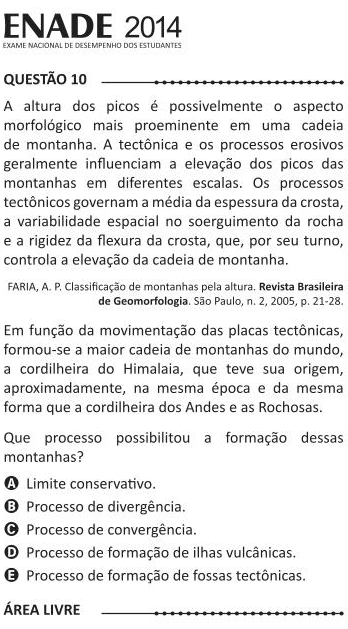 ENADE 2014
EXAME NACIONAL DE DESEMPENHO DOS ESTUDANTES
QUESTÃO 10
A altura dos picos é possivelmente o aspecto
morfológico mais proeminente em uma cadeia
de montanha. A tectônica e os processos erosivos
geralmente influenciam a elevação dos picos das
montanhas em diferentes escalas. Os processos
tectônicos governam a média da espessura da crosta,
a variabilidade espacial no soerguimento da rocha
e a rigidez da flexura da crosta, que, por seu turno,
controla a elevação da cadeia de montanha.
FARIA, A. P. Classificação de montanhas pela altura. Revista Brasileira
de Geomorfologia. São Paulo, n. 2, 2005, p. 21-28.
Em função da movimentação das placas tectônicas,
formou-se a maior cadeia de montanhas do mundo,
a cordilheira do Himalaia, que teve sua origem,
aproximadamente, na mesma época e da mesma
forma que a cordilheira dos Andes e as Rochosas.
Que processo possibilitou a formação dessas
montanhas?
A Limite conservativo.
B Processo de divergência.
C Processo de convergência.
D Processo de formação de ilhas vulcânicas.
E Processo de formação de fossas tectônicas.
ÁREA LIVRE